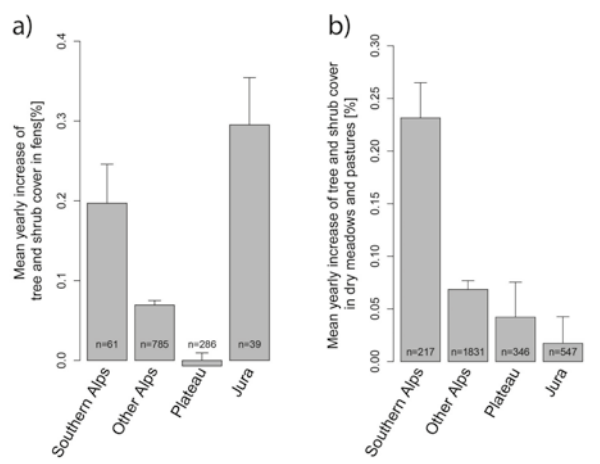 a)
Mean yearly increase of
tree and shrub cover in fens[%]
0.4
0.3
0.2
0.1
0.0
n=61
n=785
n=286
n=39
Southern Alps
Other Alps
Plateau
Jura
b)
Mean yearly increase of tree and shrub cover
in dry meadows and pastures [%]
0.30
0.25
0.20
0.15
0.10
0.05
0.00
n=217
n=1831
n=346
n=547
Southern Alps
Other Alps
Plateau
Jura